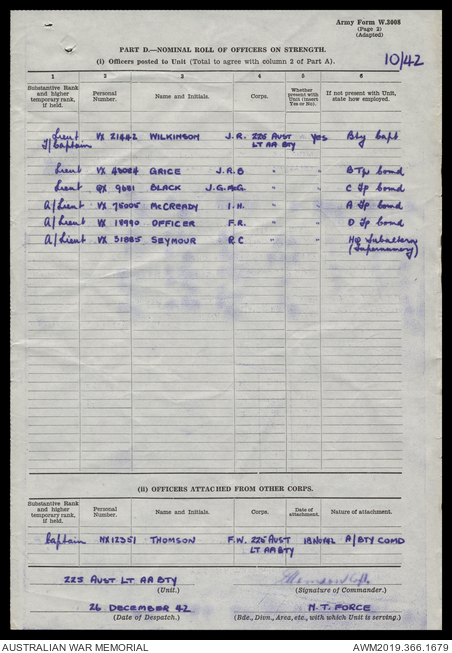 Army Form W.3008
(Page 2)
(Adapted)
PART D.—NOMINAL ROLL OF OFFICERS ON STRENGTH.
(i) Officers posted to Unit (Total to agree with column 2 of Part A).
10/42
1 2 3 4 5 6
Substantive Rank and higher temporary rank, if held. Personal Number. Name and Initials. Corps. Whether present with Unit (Insert Yes or No). If not present with Unit, state how employed.
Lieut VX 21442 WILKINSON J.R. 225 AUST yes Bty Capt
T/Captain LT AA BTY
Lieut VX 48084 GRICE J.R.B " " Comd
Lieut QX 9681 BLACK J.G.McG. " " C Tp Comd
A/Lieut VX 75005 McCREADY I.H. " " A Tp Comd
A/Lieut VX 18990 OFFICER F.R. " " D Tp Comd
A/Lieut VX 31885 SEYMOUR R.C " " HQ Subaltern
(Supernumery)
(ii) OFFICERS ATTACHED FROM OTHER CORPS.
Substantive Rank and higher temporary rank, if held. Personal Number. Name and Initials. Corps. Date of attachment. Nature of attachment.
Captain NX12351 THOMSON F.W. 225 AUST 18 NOV 42 A/BTY COMD
LT AA BTY
225 AUST LT AA BTY
(Unit.) (Signature of Commander.)
26 DECEMBER 42 N.T. FORCE
(Date of Despatch.) (Bde., Divn., Area, etc., with which Unit is serving.)
AUSTRALIAN WAR MEMORIAL AWM2019.366.1679